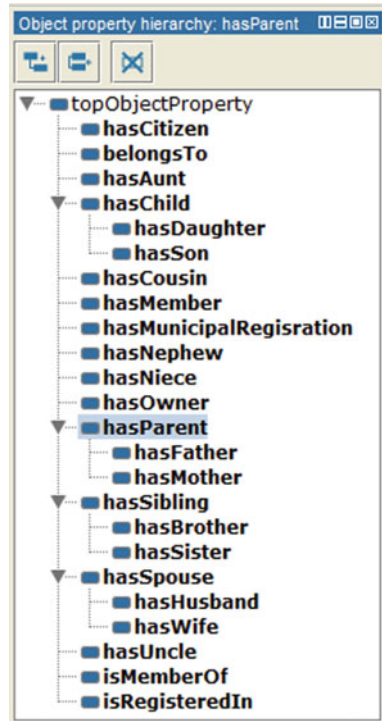 Object property hierarchy: hasParent
topObjectProperty
hasCitizen
belongsTo
hasAunt
hasChild
hasDaughter
hasSon
hasCousin
hasMember
hasMunicipalRegisration
hasNephew
hasNiece
hasOwner
hasParent
hasFather
hasMother
hasSibling
hasBrother
hasSister
hasSpouse
hasHusband
hasWife
hasUncle
isMemberOf
isRegisteredIn